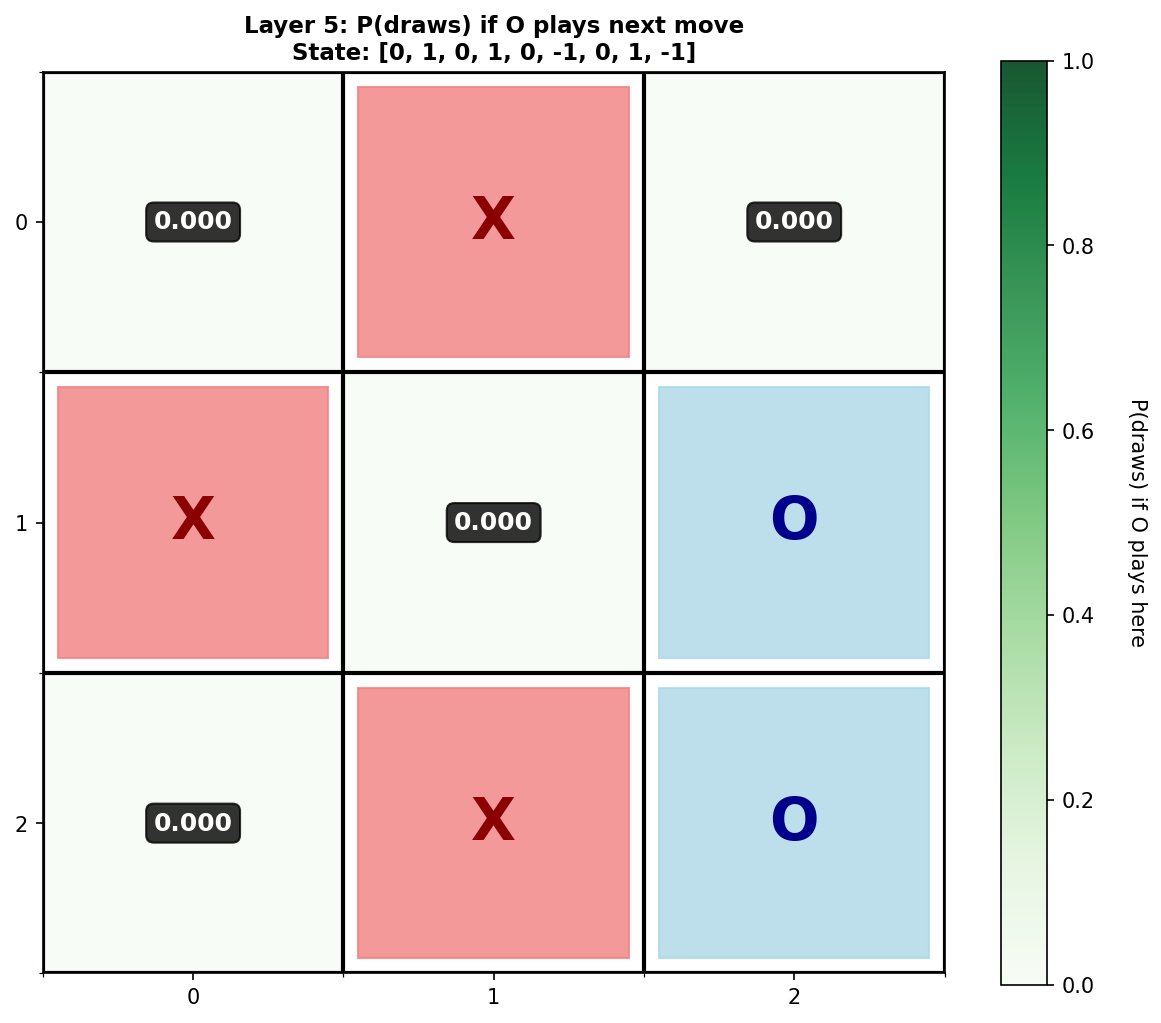 Layer 5: P(draws) if O plays next move
State: [0, 1, 0, 1, 0, -1, 0, 1, -1]
0.000 X 0.000
X 0.000 O
0.000 X O
0
1
2
0 1 2
1.0
0.8
0.6
0.4
0.2
0.0
P(draws) if O plays here